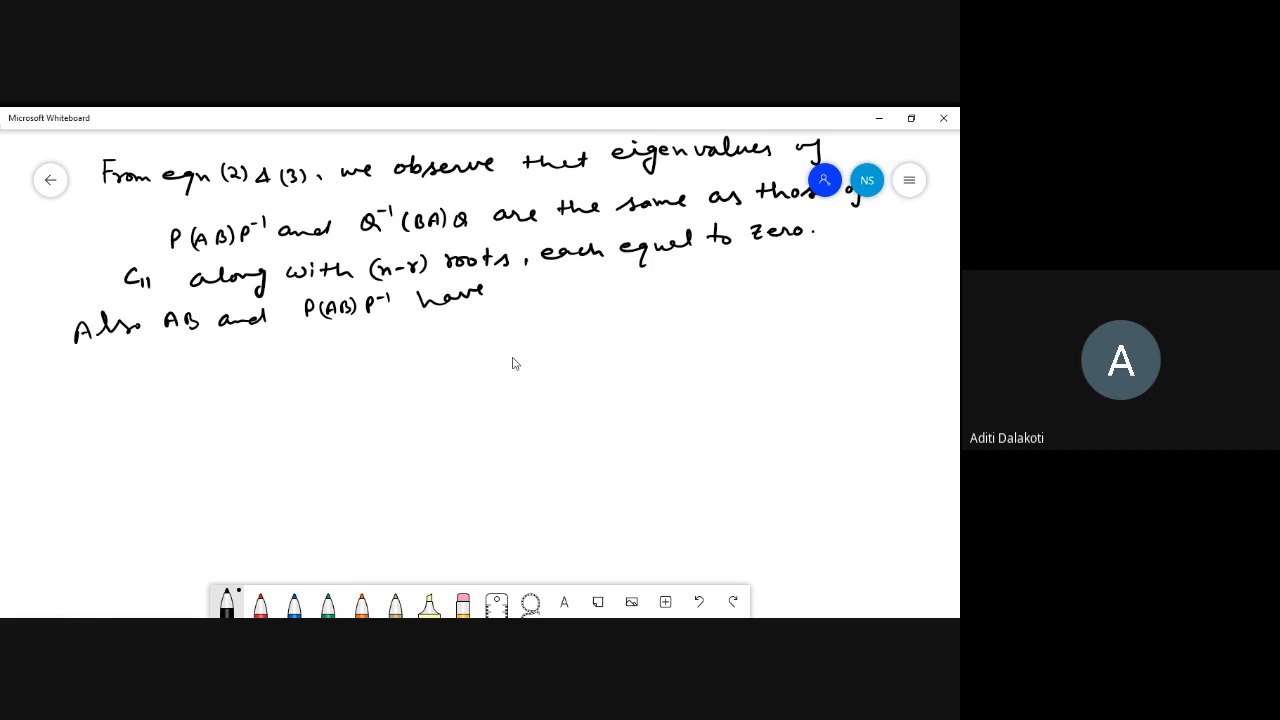 Microsoft Whiteboard
From eqn (2) & (3), we observe that eigenvalues of
NS
P(AB)P⁻¹ and Q⁻¹(BA)Q are the same as those of
C₁₁ along with (n-r) roots, each equal to zero.
Also AB and P(AB)P⁻¹ have
A
Aditi Dalakoti
A